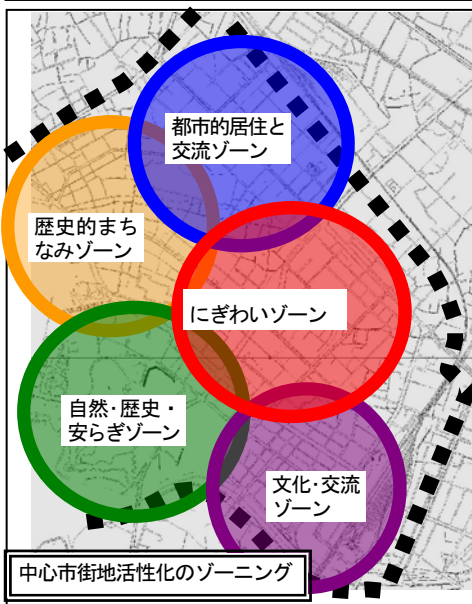 都市的居住と
交流ゾーン
歴史的まち
なみゾーン
にぎわいゾーン
自然・歴史・
安らぎゾーン
文化・交流
ゾーン
中心市街地活性化のゾーニング